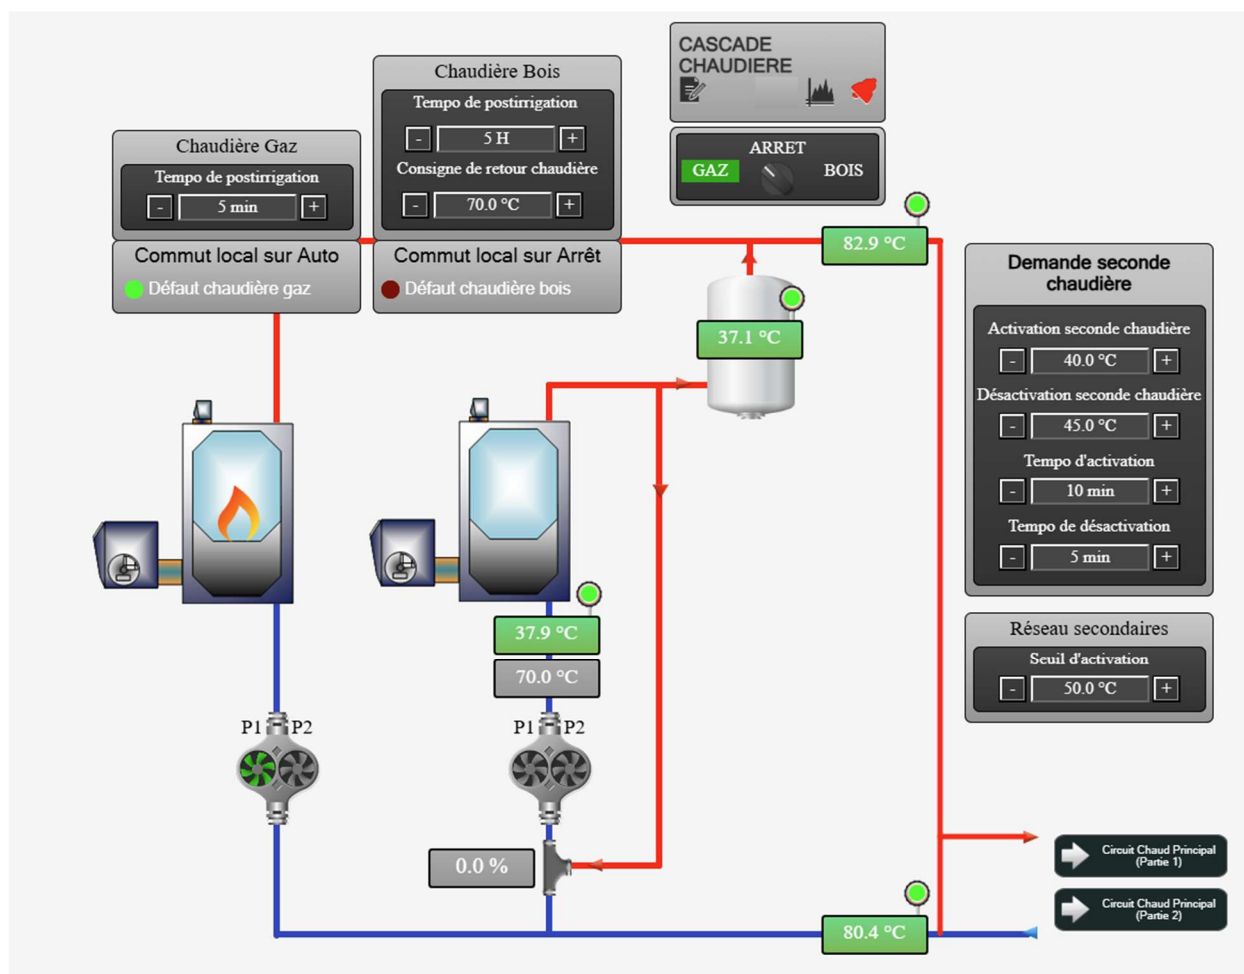 CASCADE
CHAUDIERE
ARRET
GAZ
BOIS
Chaudière Bois
Tempo de postirrigation
- 5 H +
Consigne de retour chaudière
- 70.0 °C +
Commut local sur Arrêt
Défaut chaudière bois
Chaudière Gaz
Tempo de postirrigation
- 5 min +
Commut local sur Auto
Défaut chaudière gaz
82.9 °C
37.1 °C
Demande seconde
chaudière
Activation seconde chaudière
- 40.0 °C +
Désactivation seconde chaudière
- 45.0 °C +
Tempo d'activation
- 10 min +
Tempo de désactivation
- 5 min +
Réseau secondaires
Seuil d'activation
- 50.0 °C +
37.9 °C
70.0 °C
P1 P2
P1 P2
0.0 %
80.4 °C
Circuit Chaud Principal
(Partie 1)
Circuit Chaud Principal
(Partie 2)